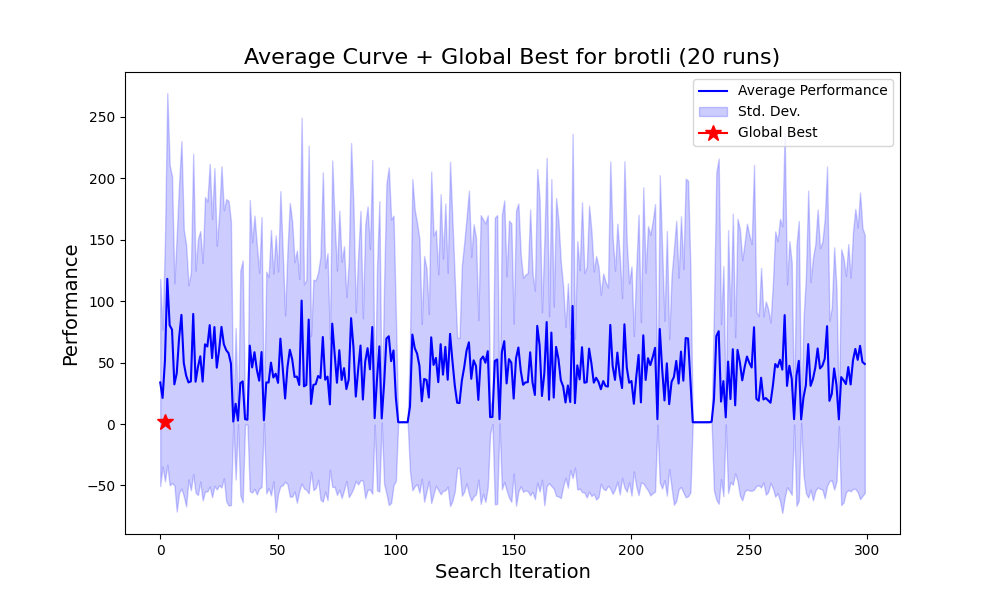 Average Curve + Global Best for brotli (20 runs)
Average Performance
Std. Dev.
Global Best
Performance
250
200
150
100
50
0
−50
0 50 100 150 200 250 300
Search Iteration